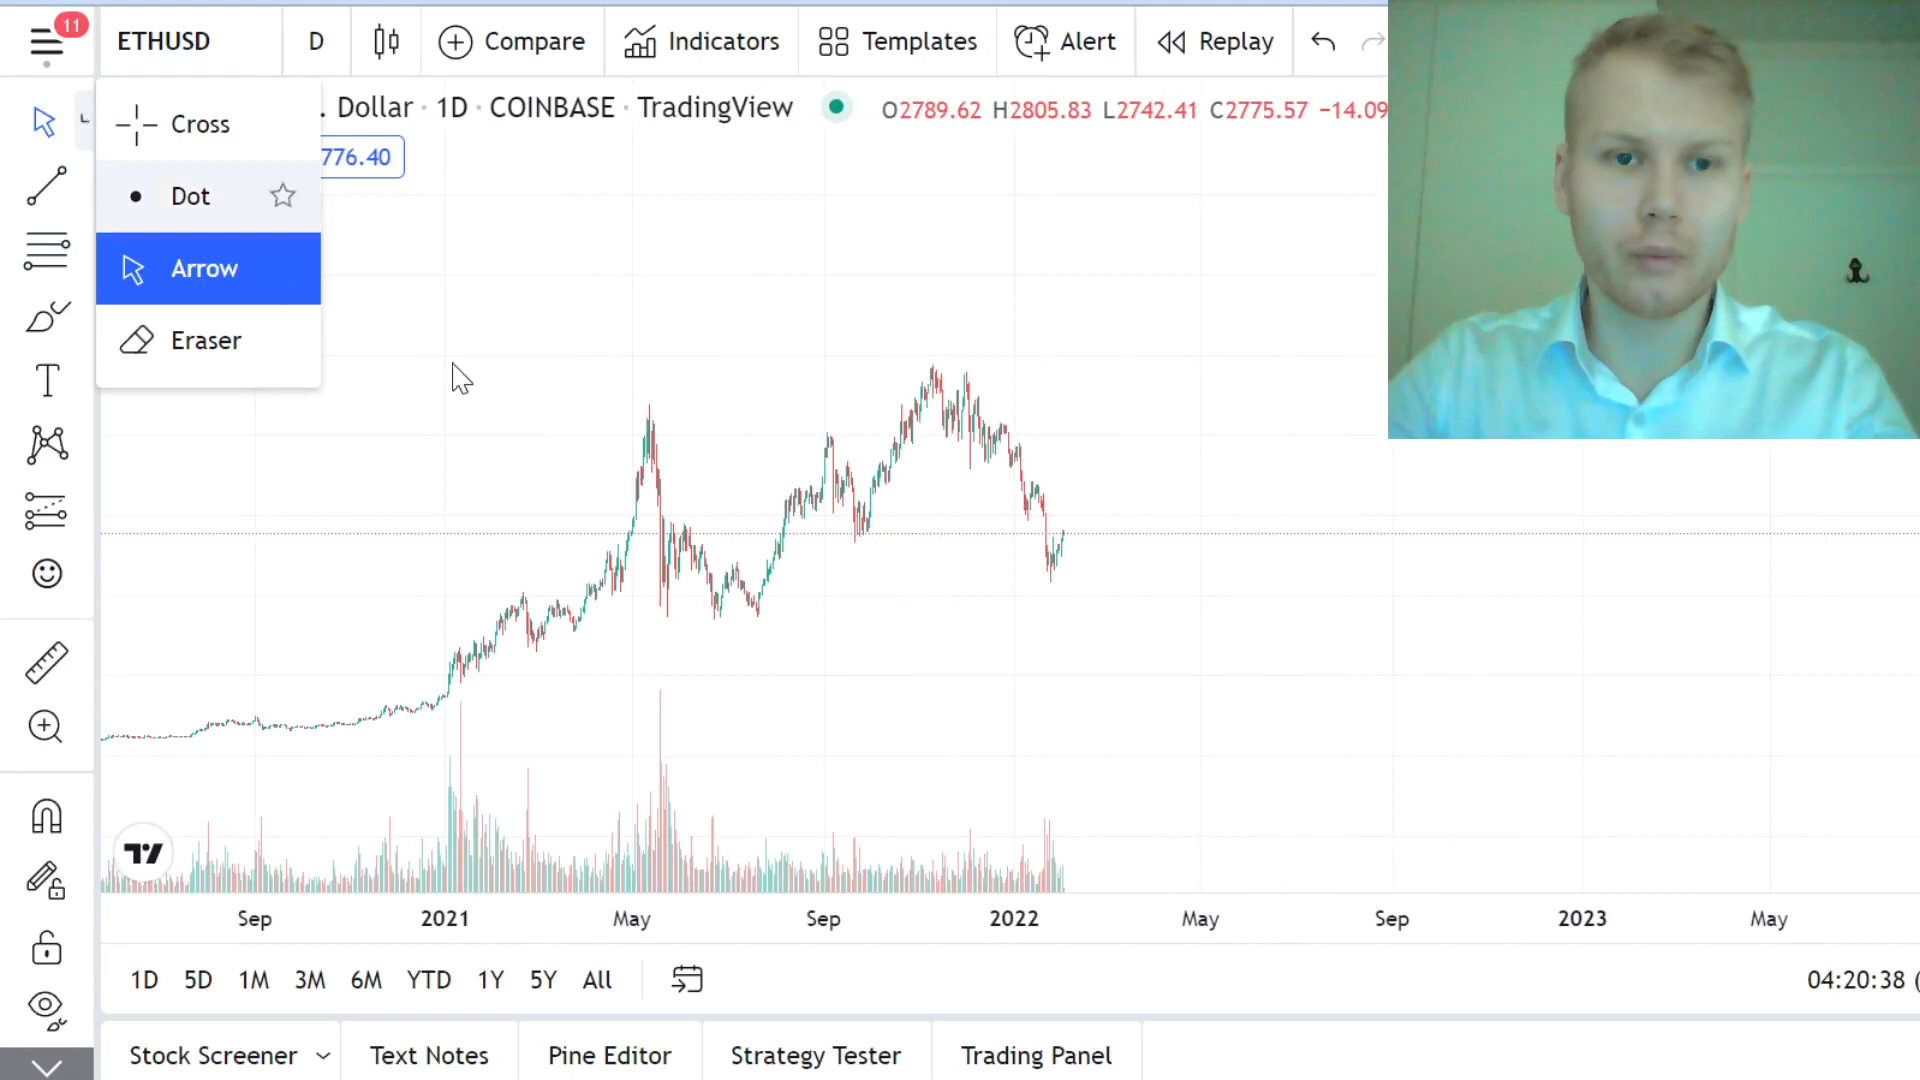 11
ETHUSD
D
Compare
Indicators
Templates
Alert
Replay
. Dollar · 1D · COINBASE · TradingView
O2789.62 H2805.83 L2742.41 C2775.57 −14.09
776.40
Cross
Dot
Arrow
Eraser
Sep
2021
May
Sep
2022
May
Sep
2023
May
1D 5D 1M 3M 6M YTD 1Y 5Y All
04:20:38 (
Stock Screener
Text Notes
Pine Editor
Strategy Tester
Trading Panel